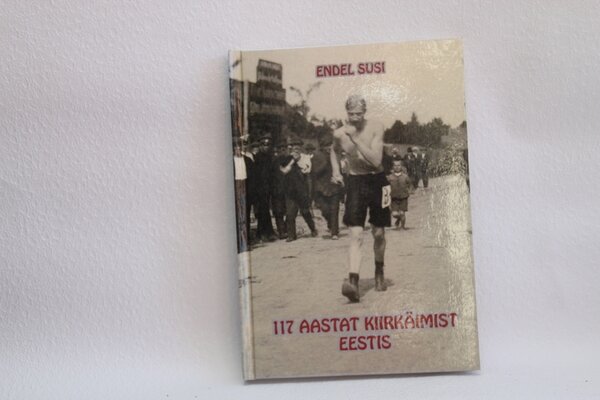 ENDEL SUSI
117 AASTAT KIIRKÄIMIST
EESTIS